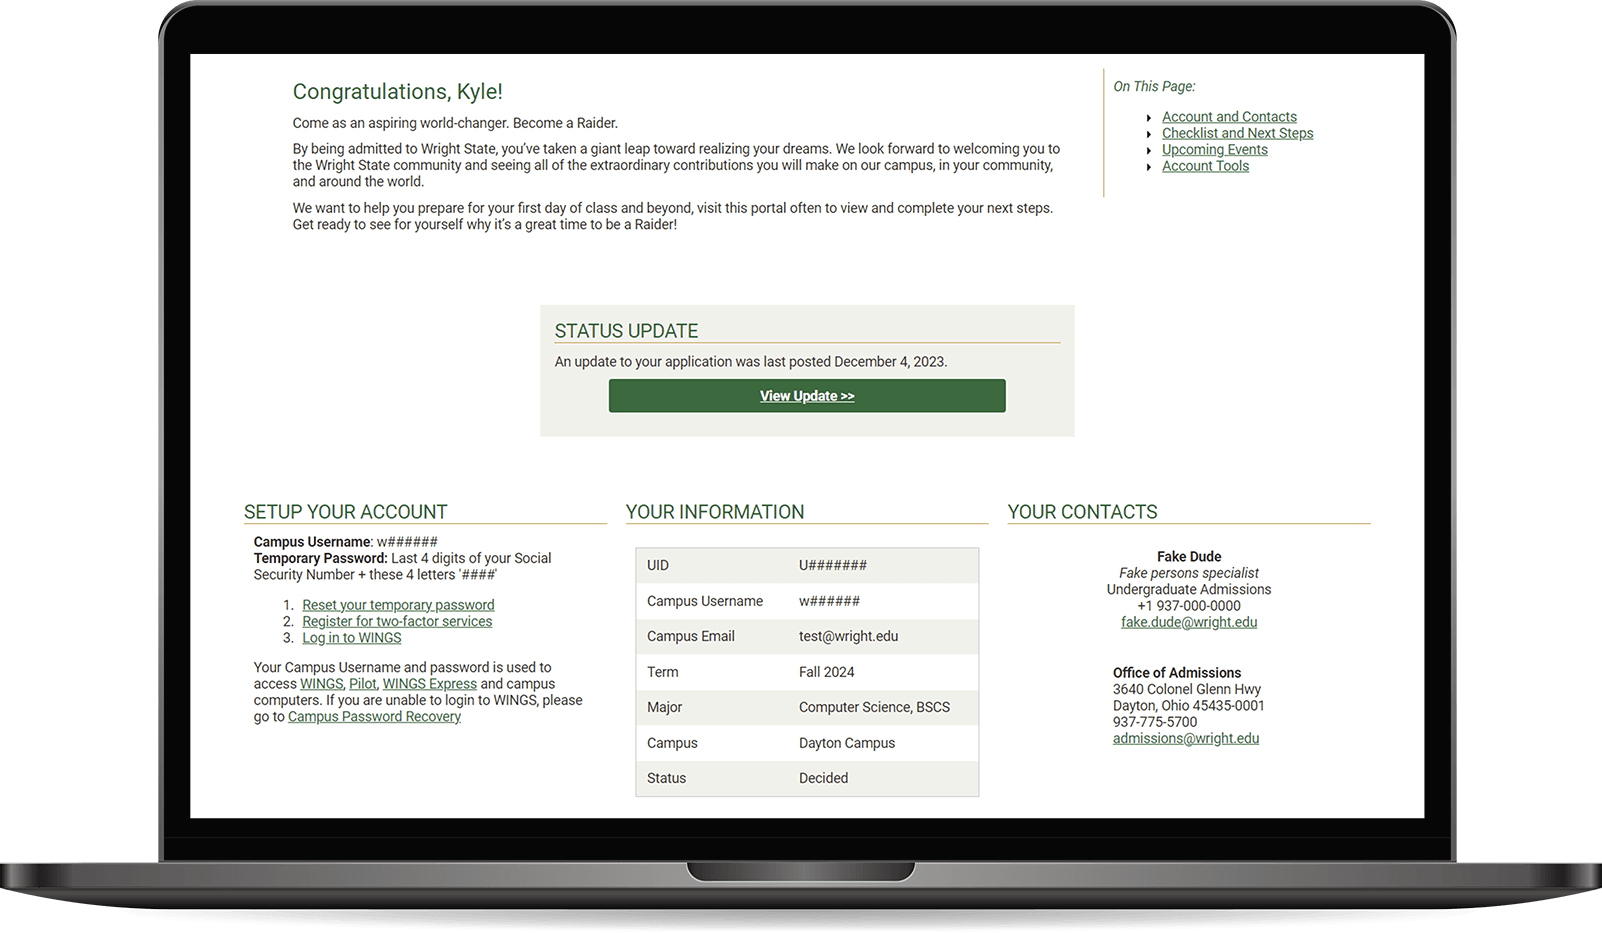 Congratulations, Kyle!
Come as an aspiring world-changer. Become a Raider.
By being admitted to Wright State, you've taken a giant leap toward realizing your dreams. We look forward to welcoming you to
the Wright State community and seeing all of the extraordinary contributions you will make on our campus, in your community,
and around the world.
We want to help you prepare for your first day of class and beyond, visit this portal often to view and complete your next steps.
Get ready to see for yourself why it's a great time to be a Raider!
On This Page:
Account and Contacts
Checklist and Next Steps
Upcoming Events
Account Tools
STATUS UPDATE
An update to your application was last posted December 4, 2023.
View Update >>
SETUP YOUR ACCOUNT
Campus Username: w######
Temporary Password: Last 4 digits of your Social
Security Number + these 4 letters '####'
1. Reset your temporary password
2. Register for two-factor services
3. Log in to WINGS
Your Campus Username and password is used to
access WINGS, Pilot, WINGS Express and campus
computers. If you are unable to login to WINGS, please
go to Campus Password Recovery
YOUR INFORMATION
UID U#######
Campus Username w######
Campus Email test@wright.edu
Term Fall 2024
Major Computer Science, BSCS
Campus Dayton Campus
Status Decided
YOUR CONTACTS
Fake Dude
Fake persons specialist
Undergraduate Admissions
+1 937-000-0000
fake.dude@wright.edu
Office of Admissions
3640 Colonel Glenn Hwy
Dayton, Ohio 45435-0001
937-775-5700
admissions@wright.edu